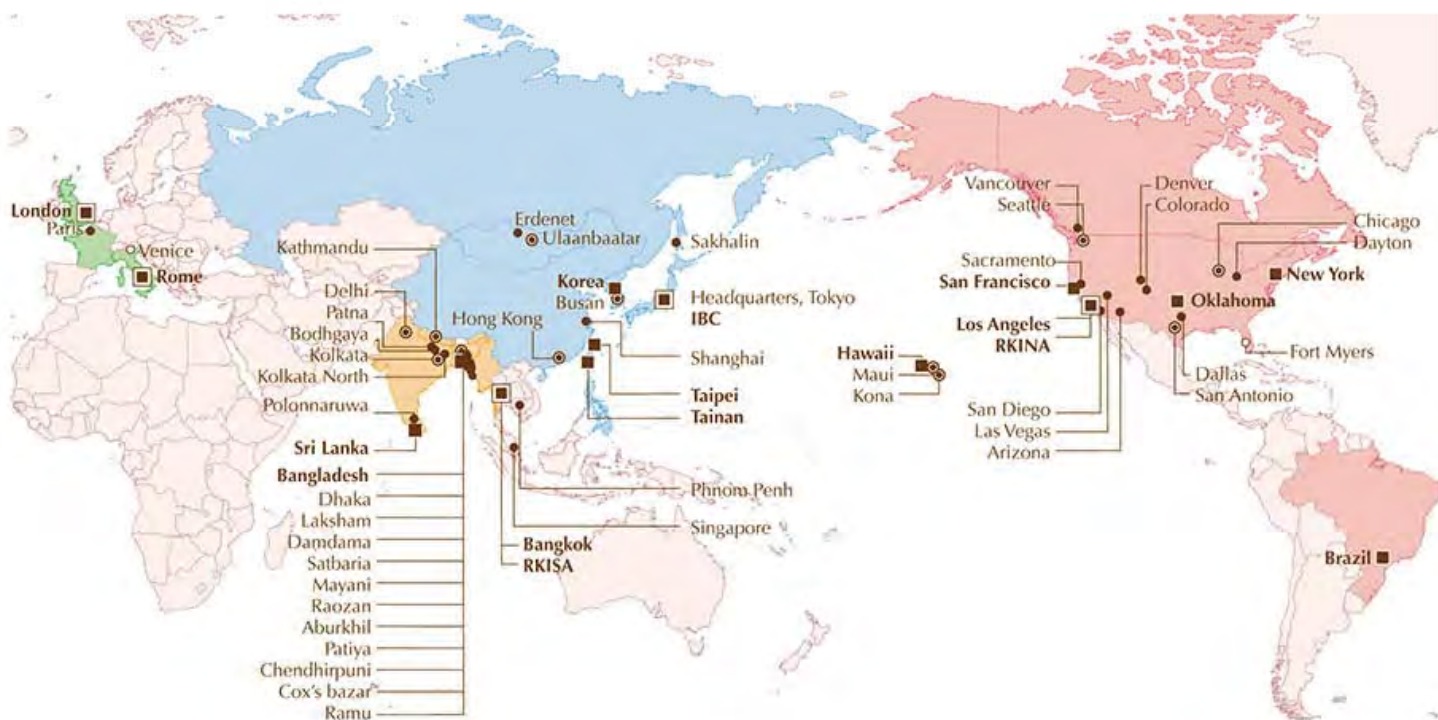 London
Paris
Venice
Rome
Kathmandu
Delhi
Patna
Bodhgaya
Kolkata
Kolkata North
Polonnaruwa
Sri Lanka
Bangladesh
Dhaka
Laksham
Damdama
Satbaria
Mayani
Raozan
Aburkhil
Patiya
Chendhirpuni
Cox's bazar
Ramu
Erdenet
Ulaanbaatar
Sakhalin
Korea
Busan
Headquarters, Tokyo
IBC
Hong Kong
Shanghai
Taipei
Tainan
Phnom Penh
Singapore
Bangkok
RKISA
Hawaii
Maui
Kona
Vancouver
Seattle
Denver
Colorado
Chicago
Dayton
Sacramento
San Francisco
New York
Oklahoma
Los Angeles
RKINA
Fort Myers
Dallas
San Antonio
San Diego
Las Vegas
Arizona
Brazil